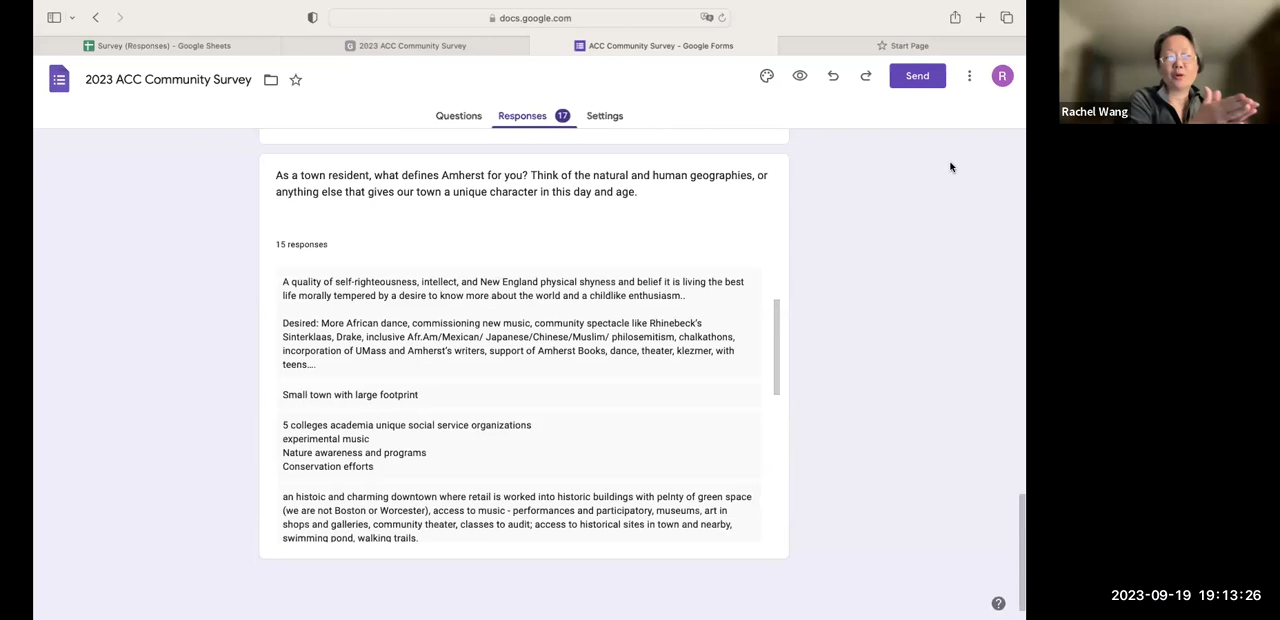 docs.google.com
Survey (Responses) - Google Sheets
2023 ACC Community Survey
ACC Community Survey - Google Forms
Start Page
2023 ACC Community Survey
Send
R
Questions
Responses 17
Settings
As a town resident, what defines Amherst for you? Think of the natural and human geographies, or
anything else that gives our town a unique character in this day and age.
15 responses
A quality of self-righteousness, intellect, and New England physical shyness and belief it is living the best
life morally tempered by a desire to know more about the world and a childlike enthusiasm..
Desired: More African dance, commissioning new music, community spectacle like Rhinebeck's
Sinterklaas, Drake, inclusive Afr.Am/Mexican/ Japanese/Chinese/Muslim/ philosemitism, chalkathons,
incorporation of UMass and Amherst's writers, support of Amherst Books, dance, theater, klezmer, with
teens....
Small town with large footprint
5 colleges academia unique social service organizations
experimental music
Nature awareness and programs
Conservation efforts
an histoic and charming downtown where retail is worked into historic buildings with pelnty of green space
(we are not Boston or Worcester), access to music - performances and participatory, museums, art in
shops and galleries, community theater, classes to audit; access to historical sites in town and nearby,
swimming pond, walking trails.
Rachel Wang
2023-09-19 19:13:26